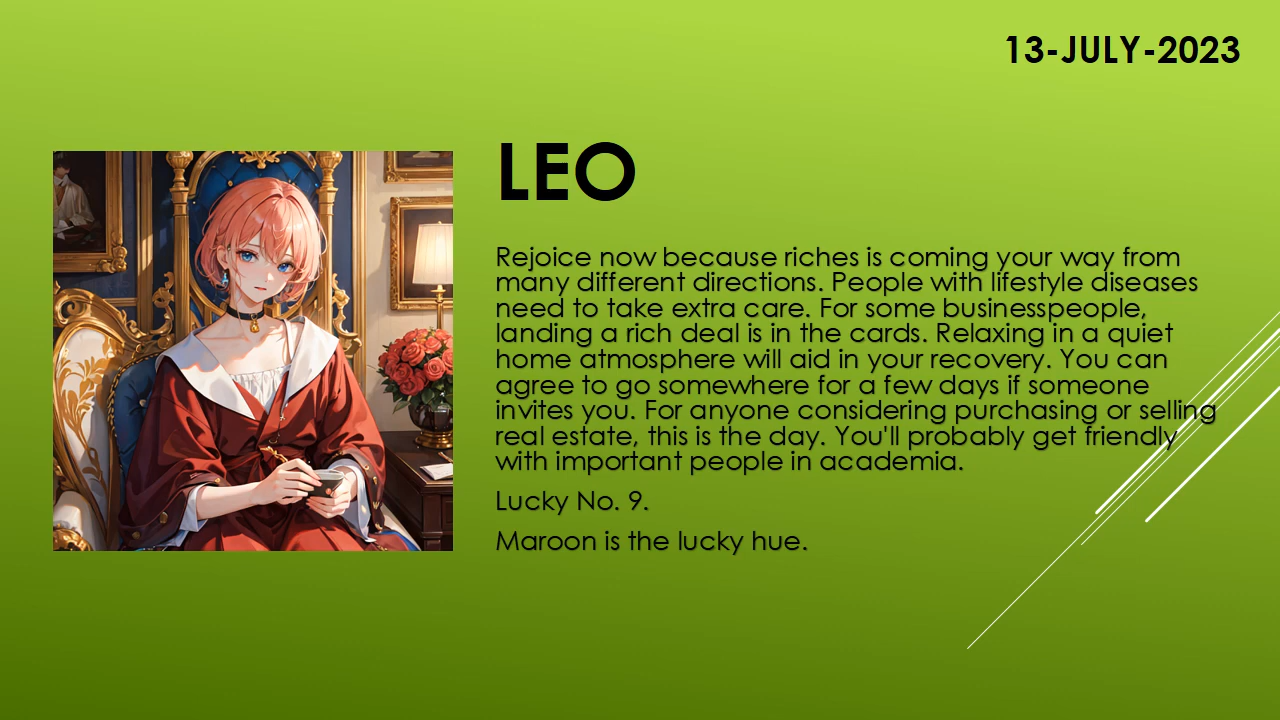 13-JULY-2023
LEO
Rejoice now because riches is coming your way from
many different directions. People with lifestyle diseases
need to take extra care. For some businesspeople,
landing a rich deal is in the cards. Relaxing in a quiet
home atmosphere will aid in your recovery. You can
agree to go somewhere for a few days if someone
invites you. For anyone considering purchasing or selling
real estate, this is the day. You'll probably get friendly
with important people in academia.
Lucky No. 9.
Maroon is the lucky hue.